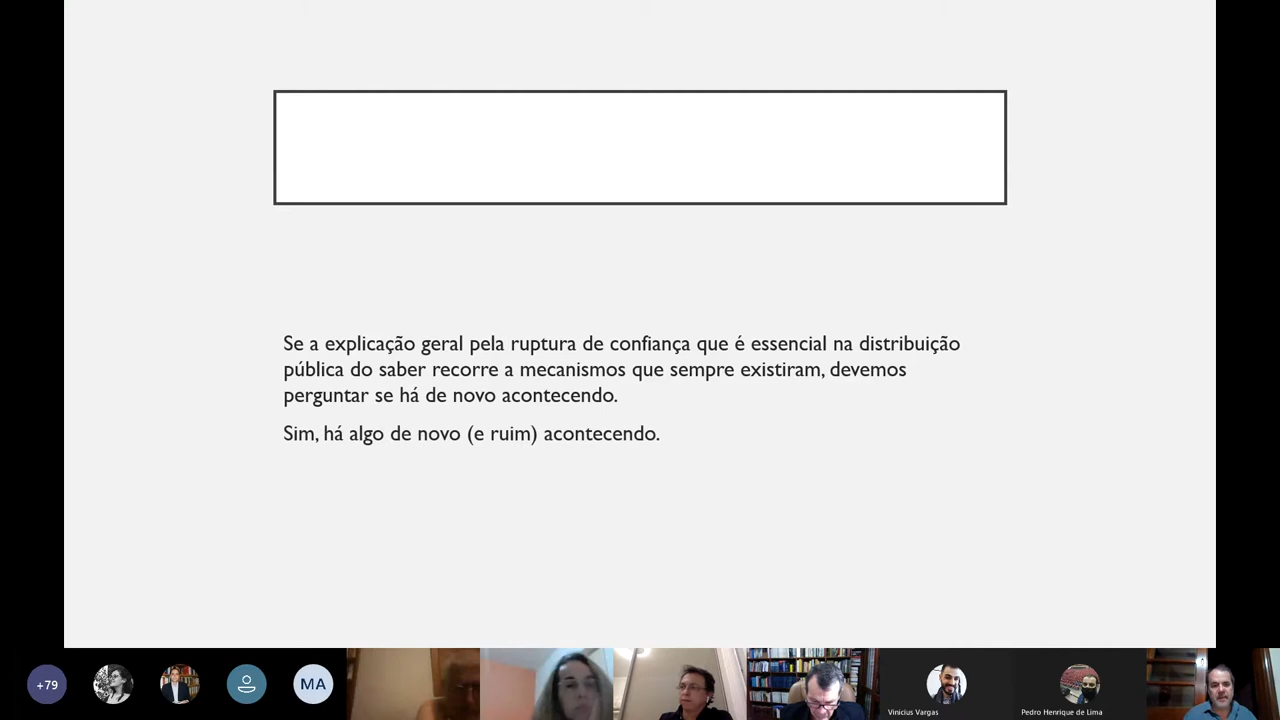 Se a explicação geral pela ruptura de confiança que é essencial na distribuição
pública do saber recorre a mecanismos que sempre existiram, devemos
perguntar se há de novo acontecendo.
Sim, há algo de novo (e ruim) acontecendo.
+79
MA
Vinicius Vargas
Pedro Henrique de Lima